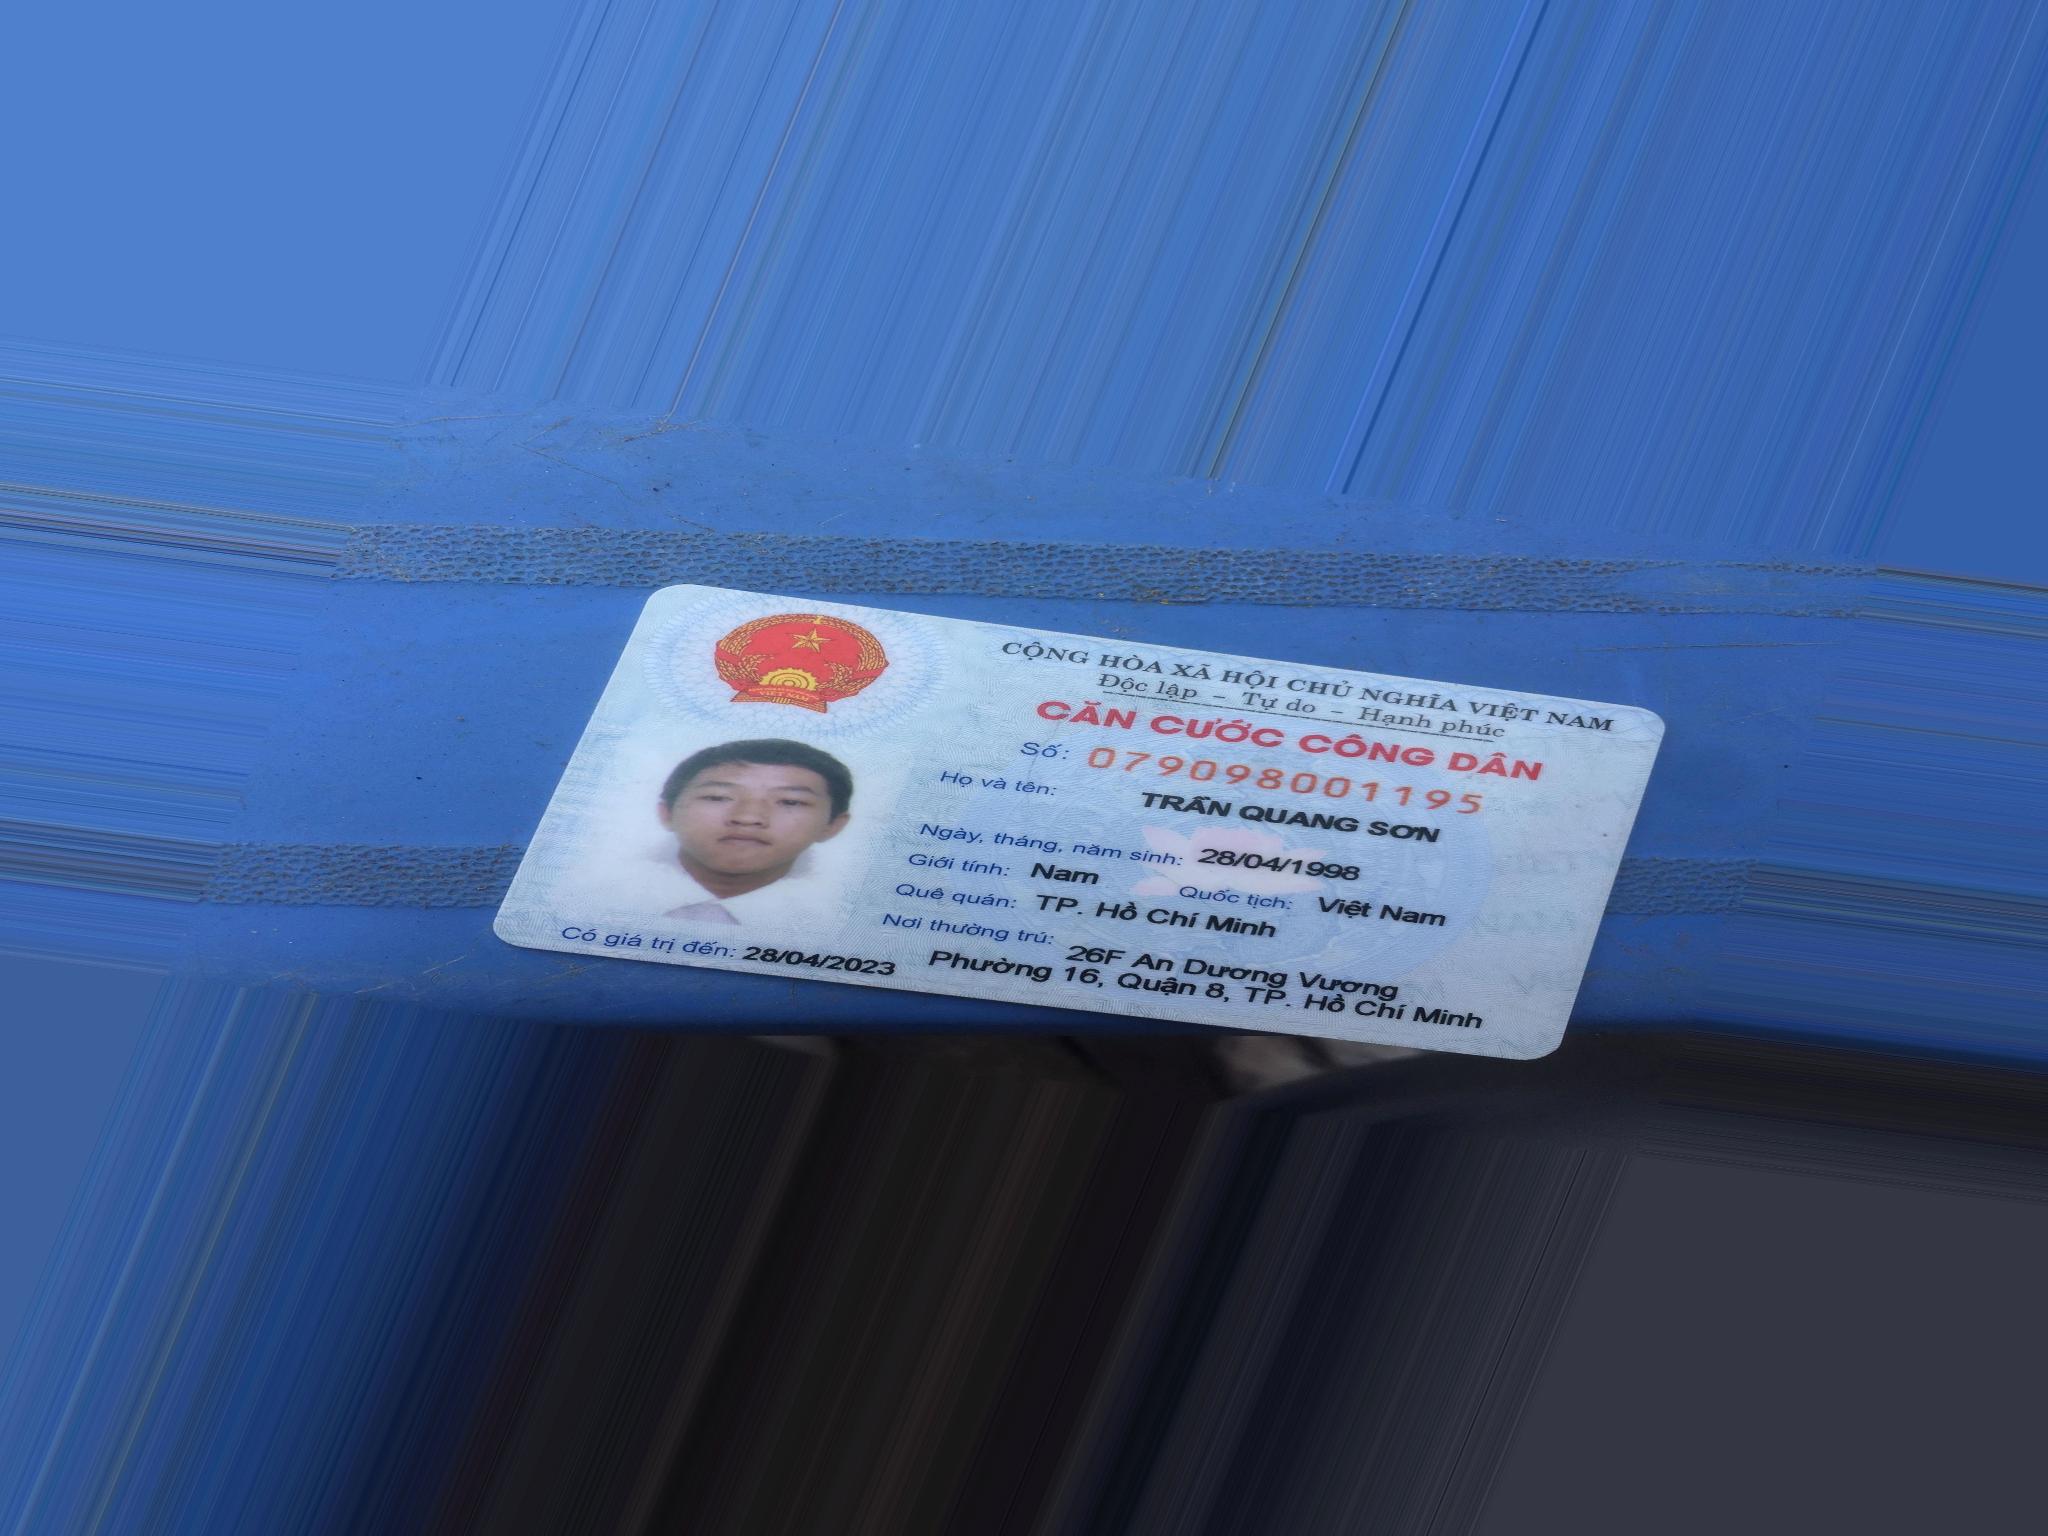 CỘNG HÒA XÃ HỘI CHỦ NGHĨA VIỆT NAM
Độc lập – Tự do – Hạnh phúc
CĂN CƯỚC CÔNG DÂN
Số: 079098001195
Họ và tên: TRẦN QUANG SƠN
Ngày, tháng, năm sinh: 28/04/1998
Giới tính: Nam Quốc tịch: Việt Nam
Quê quán: TP. Hồ Chí Minh
Nơi thường trú: 26F An Dương Vương
Phường 16, Quận 8, TP. Hồ Chí Minh
Có giá trị đến: 28/04/2023
VIỆT NAM